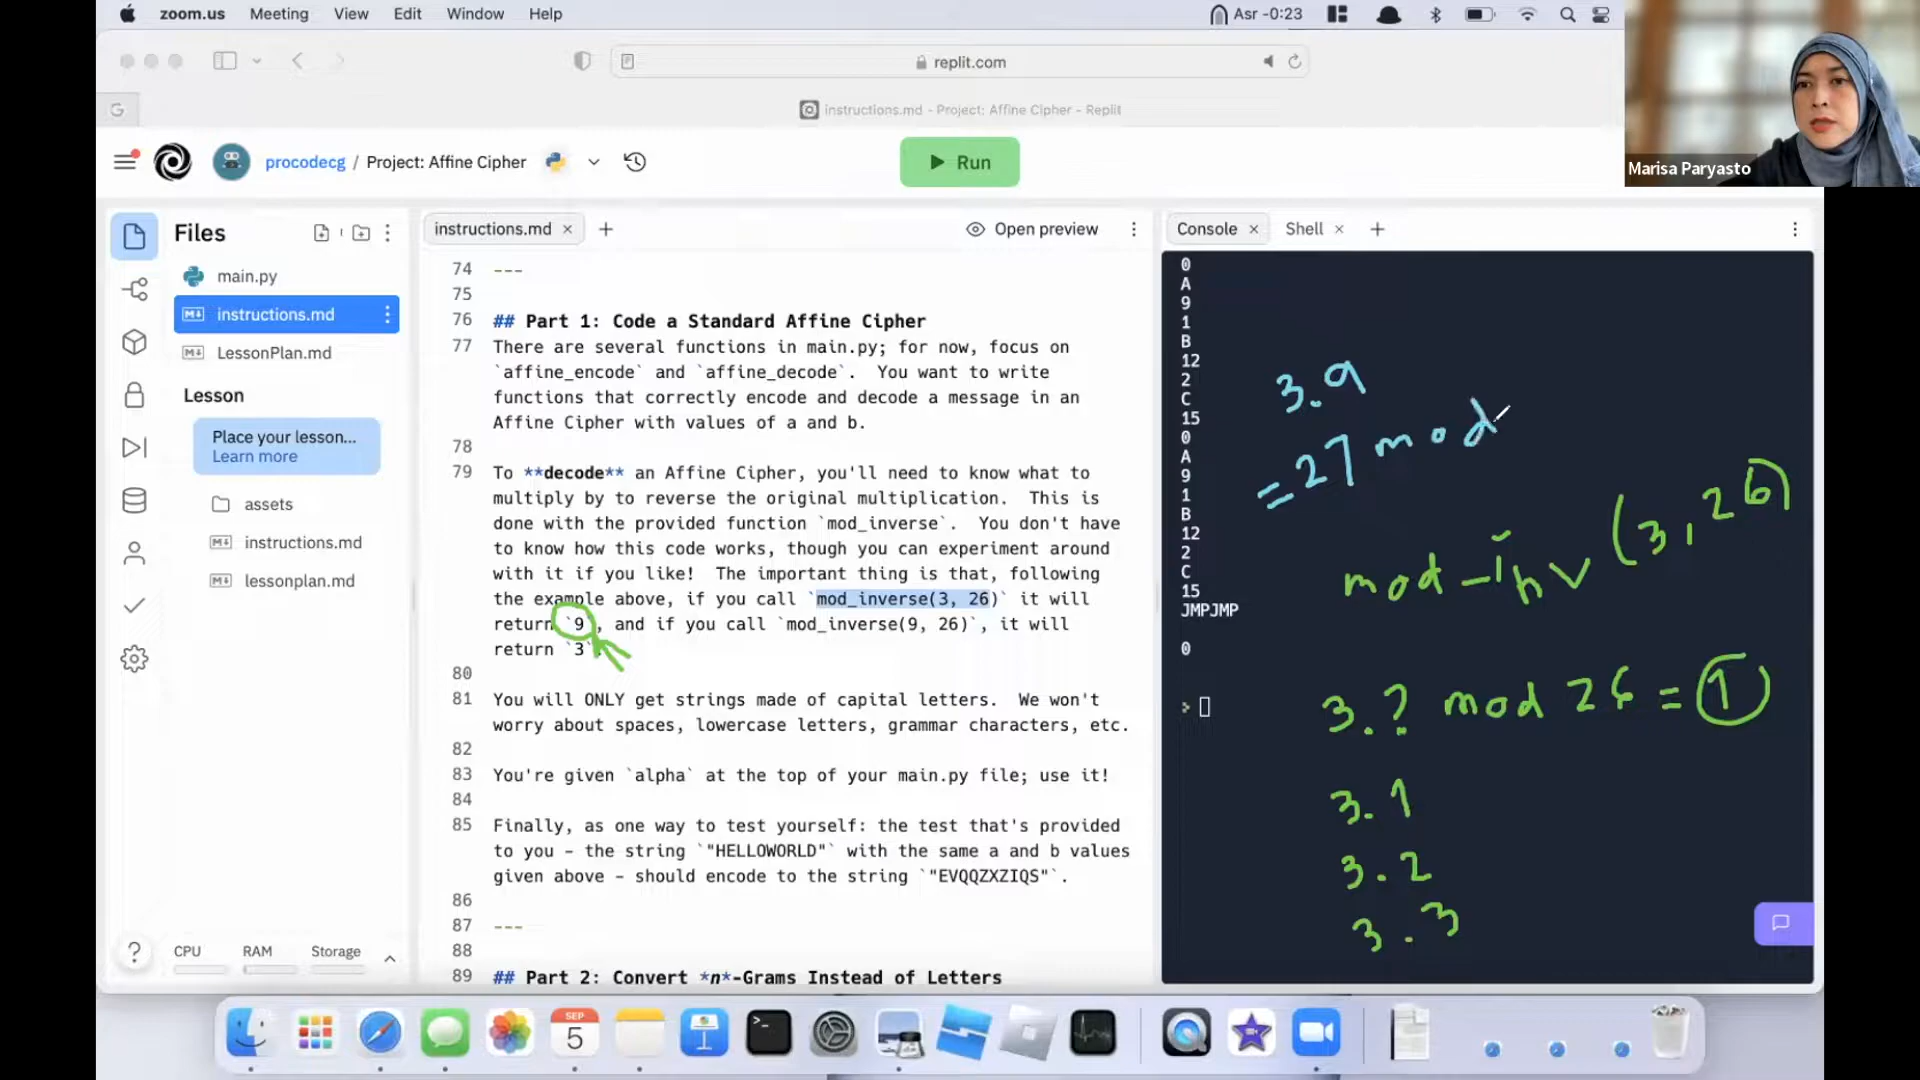 zoom.us Meeting View Edit Window Help Asr -0:23
replit.com
G
instructions.md - Project: Affine Cipher - Replit
procodecg / Project: Affine Cipher
Run
Marisa Paryasto
Files
main.py
instructions.md
LessonPlan.md
Lesson
Place your lesson...
Learn more
assets
instructions.md
lessonplan.md
CPU RAM Storage
instructions.md × +
Open preview
74 ---
75
76 ## Part 1: Code a Standard Affine Cipher
77 There are several functions in main.py; for now, focus on
`affine_encode` and `affine_decode`. You want to write
functions that correctly encode and decode a message in an
Affine Cipher with values of a and b.
78
79 To **decode** an Affine Cipher, you'll need to know what to
multiply by to reverse the original multiplication. This is
done with the provided function `mod_inverse`. You don't have
to know how this code works, though you can experiment around
with it if you like! The important thing is that, following
the example above, if you call `mod_inverse(3, 26)` it will
return `9`, and if you call `mod_inverse(9, 26)`, it will
return `3`.
80
81 You will ONLY get strings made of capital letters. We won't
worry about spaces, lowercase letters, grammar characters, etc.
82
83 You're given `alpha` at the top of your main.py file; use it!
84
85 Finally, as one way to test yourself: the test that's provided
to you – the string `"HELLOWORLD"` with the same a and b values
given above – should encode to the string `"EVQQZXZIQS"`.
86
87 ---
88
89 ## Part 2: Convert *n*-Grams Instead of Letters
Console × Shell × +
0
A
9
1
B
12
2
C
15
0
A
9
1
B
12
2
C
15
JMPJMP
0
3.9
=27 mod
mod-inv (3,26)
3.? mod 26 = 1
3.1
3.2
3.3
SEP
5